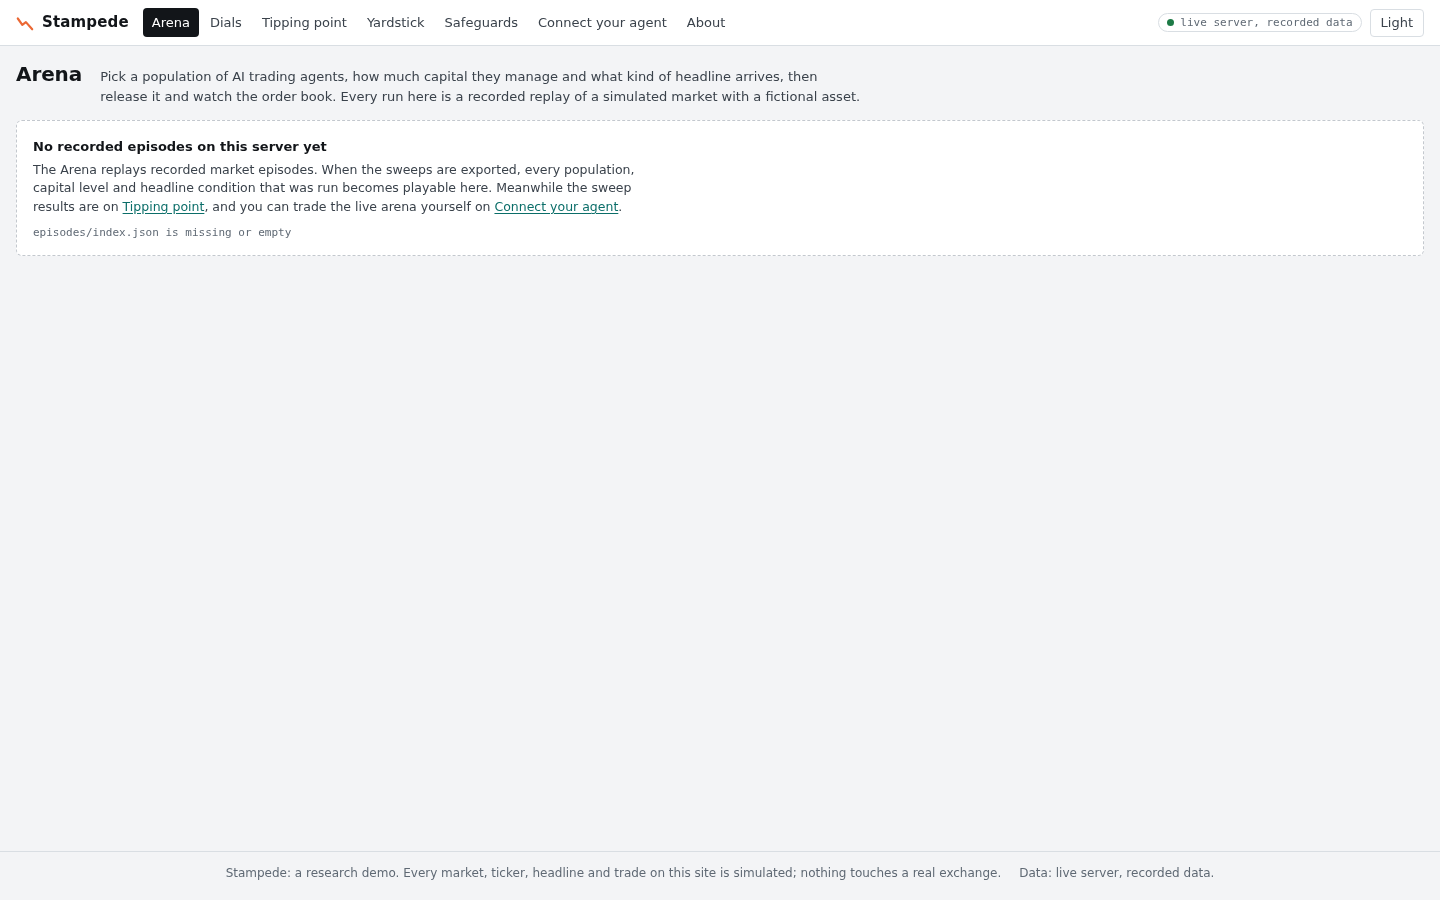 Stampede Arena Dials Tipping point Yardstick Safeguards Connect your agent About live server, recorded data Light
Arena
Pick a population of AI trading agents, how much capital they manage and what kind of headline arrives, then
release it and watch the order book. Every run here is a recorded replay of a simulated market with a fictional asset.
No recorded episodes on this server yet
The Arena replays recorded market episodes. When the sweeps are exported, every population,
capital level and headline condition that was run becomes playable here. Meanwhile the sweep
results are on Tipping point, and you can trade the live arena yourself on Connect your agent.
episodes/index.json is missing or empty
Stampede: a research demo. Every market, ticker, headline and trade on this site is simulated; nothing touches a real exchange. Data: live server, recorded data.